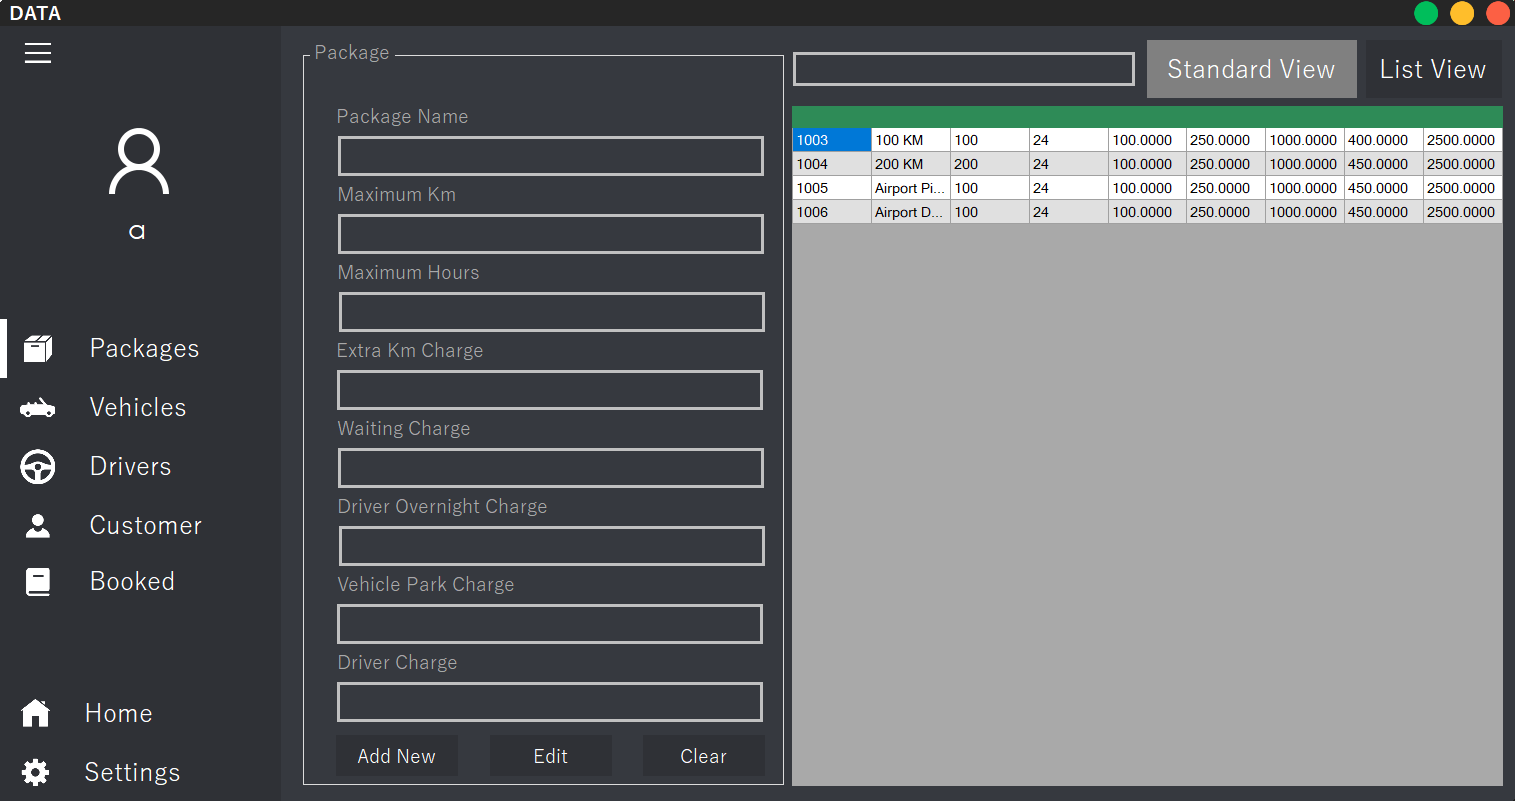 DATA
a
Packages
Vehicles
Drivers
Customer
Booked
Home
Settings
Package
Package Name
Maximum Km
Maximum Hours
Extra Km Charge
Waiting Charge
Driver Overnight Charge
Vehicle Park Charge
Driver Charge
Add New Edit Clear
Standard View List View
1003 100 KM 100 24 100.0000 250.0000 1000.0000 400.0000 2500.0000
1004 200 KM 200 24 100.0000 250.0000 1000.0000 450.0000 2500.0000
1005 Airport Pi... 100 24 100.0000 250.0000 1000.0000 450.0000 2500.0000
1006 Airport D... 100 24 100.0000 250.0000 1000.0000 450.0000 2500.0000